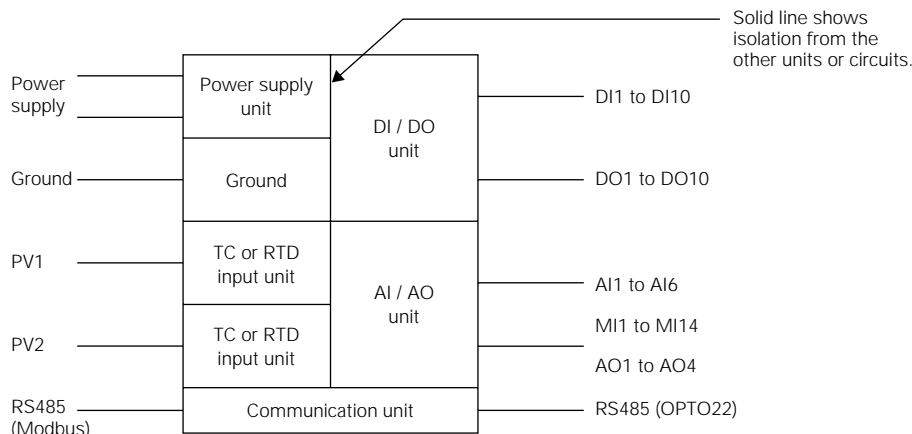 Solid line shows
isolation from the
other units or circuits.
Power
supply
Power supply
unit
DI / DO
unit
DI1 to DI10
Ground
Ground
DO1 to DO10
PV1
TC or RTD
input unit
AI / AO
unit
AI1 to AI6
MI1 to MI14
PV2
TC or RTD
input unit
AO1 to AO4
RS485
(Modbus)
Communication unit
RS485 (OPTO22)